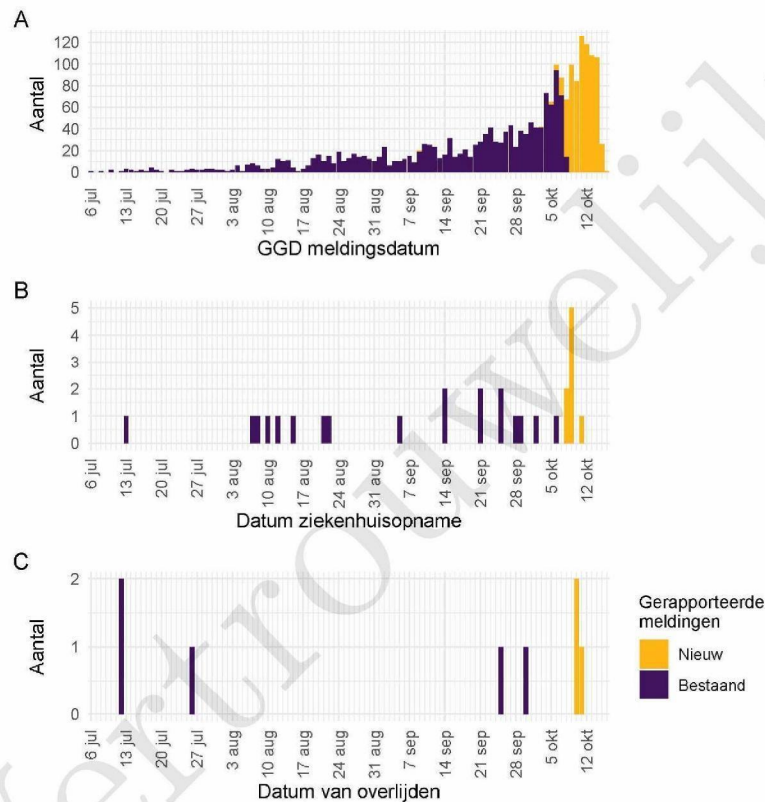 A
Aantal
120
100
80
60
40
20
0
6 jul
13 jul
20 jul
27 jul
3 aug
10 aug
17 aug
24 aug
31 aug
7 sep
14 sep
21 sep
28 sep
5 okt
12 okt
GGD meldingsdatum
B
Aantal
5
4
3
2
1
0
6 jul
13 jul
20 jul
27 jul
3 aug
10 aug
17 aug
24 aug
31 aug
7 sep
14 sep
21 sep
28 sep
5 okt
12 okt
Datum ziekenhuisopname
C
Aantal
2
1
0
6 jul
13 jul
20 jul
27 jul
3 aug
10 aug
17 aug
24 aug
31 aug
7 sep
14 sep
21 sep
28 sep
5 okt
12 okt
Datum van overlijden
Gerapporteerde
meldingen
Nieuw
Bestaand